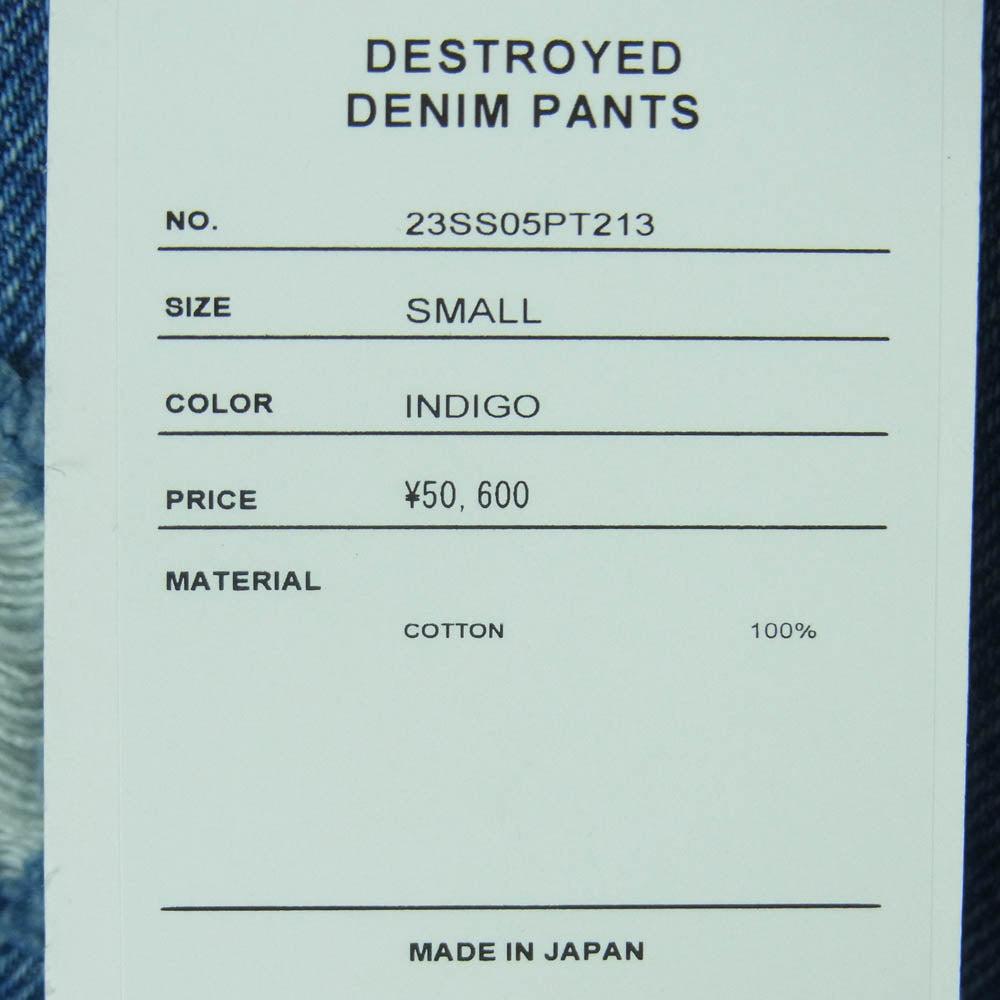 DESTROYED
DENIM PANTS
NO. 23SS05PT213
SIZE SMALL
COLOR INDIGO
PRICE ¥50,600
MATERIAL
COTTON 100%
MADE IN JAPAN